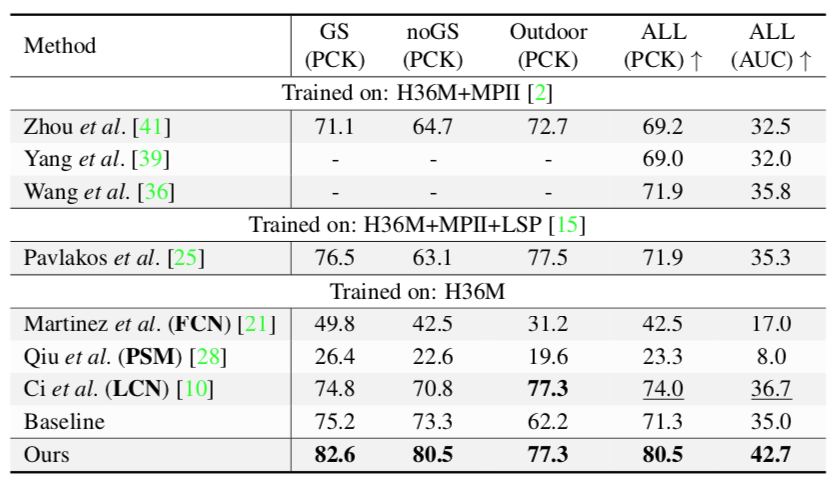 Method GS (PCK) noGS (PCK) Outdoor (PCK) ALL (PCK) ↑ ALL (AUC) ↑
Trained on: H36M+MPII [2]
Zhou et al. [41] 71.1 64.7 72.7 69.2 32.5
Yang et al. [39] - - - 69.0 32.0
Wang et al. [36] - - - 71.9 35.8
Trained on: H36M+MPII+LSP [15]
Pavlakos et al. [25] 76.5 63.1 77.5 71.9 35.3
Trained on: H36M
Martinez et al. (FCN) [21] 49.8 42.5 31.2 42.5 17.0
Qiu et al. (PSM) [28] 26.4 22.6 19.6 23.3 8.0
Ci et al. (LCN) [10] 74.8 70.8 77.3 74.0 36.7
Baseline 75.2 73.3 62.2 71.3 35.0
Ours 82.6 80.5 77.3 80.5 42.7